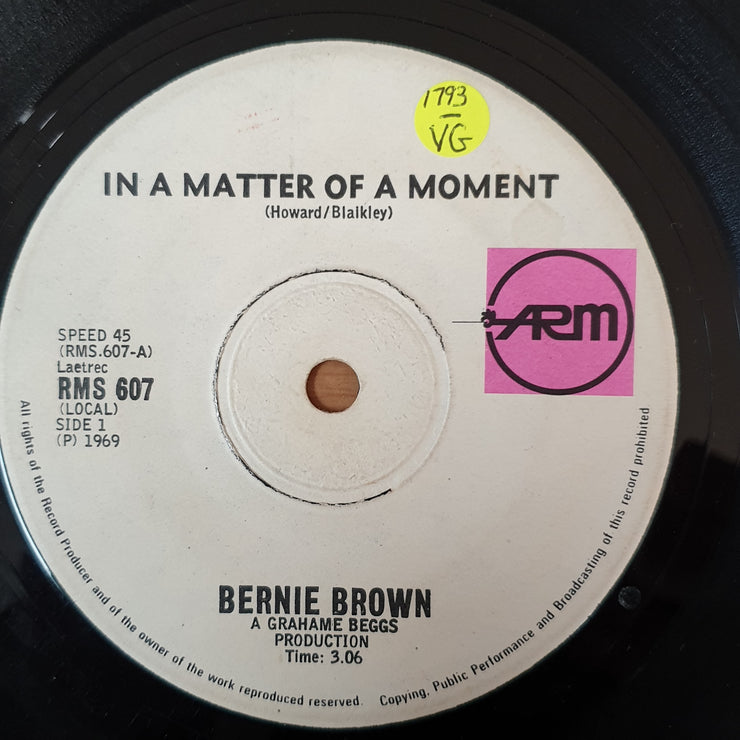 1793
VG
IN A MATTER OF A MOMENT
(Howard/Blaikley)
ARM
SPEED 45
(RMS.607-A)
Laetrec
RMS 607
(LOCAL)
SIDE 1
(P) 1969
BERNIE BROWN
A GRAHAME BEGGS
PRODUCTION
Time: 3.06
All rights of the Record Producer and of the owner of the work reproduced reserved. Copying, Public Performance and Broadcasting of this record prohibited